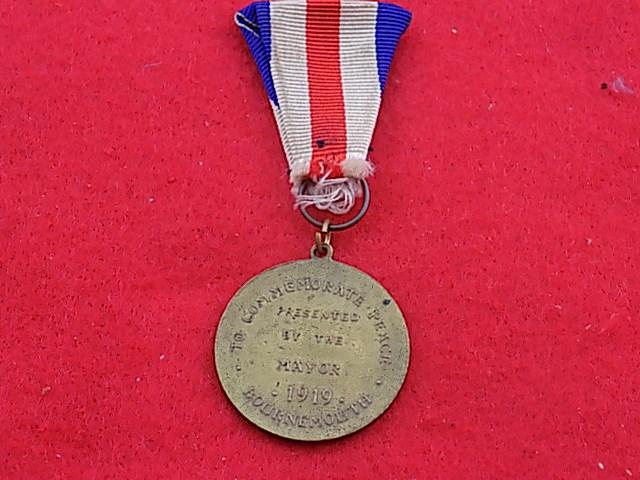 TO COMMEMORATE PEACE
PRESENTED
BY THE
MAYOR
1919
BOURNEMOUTH